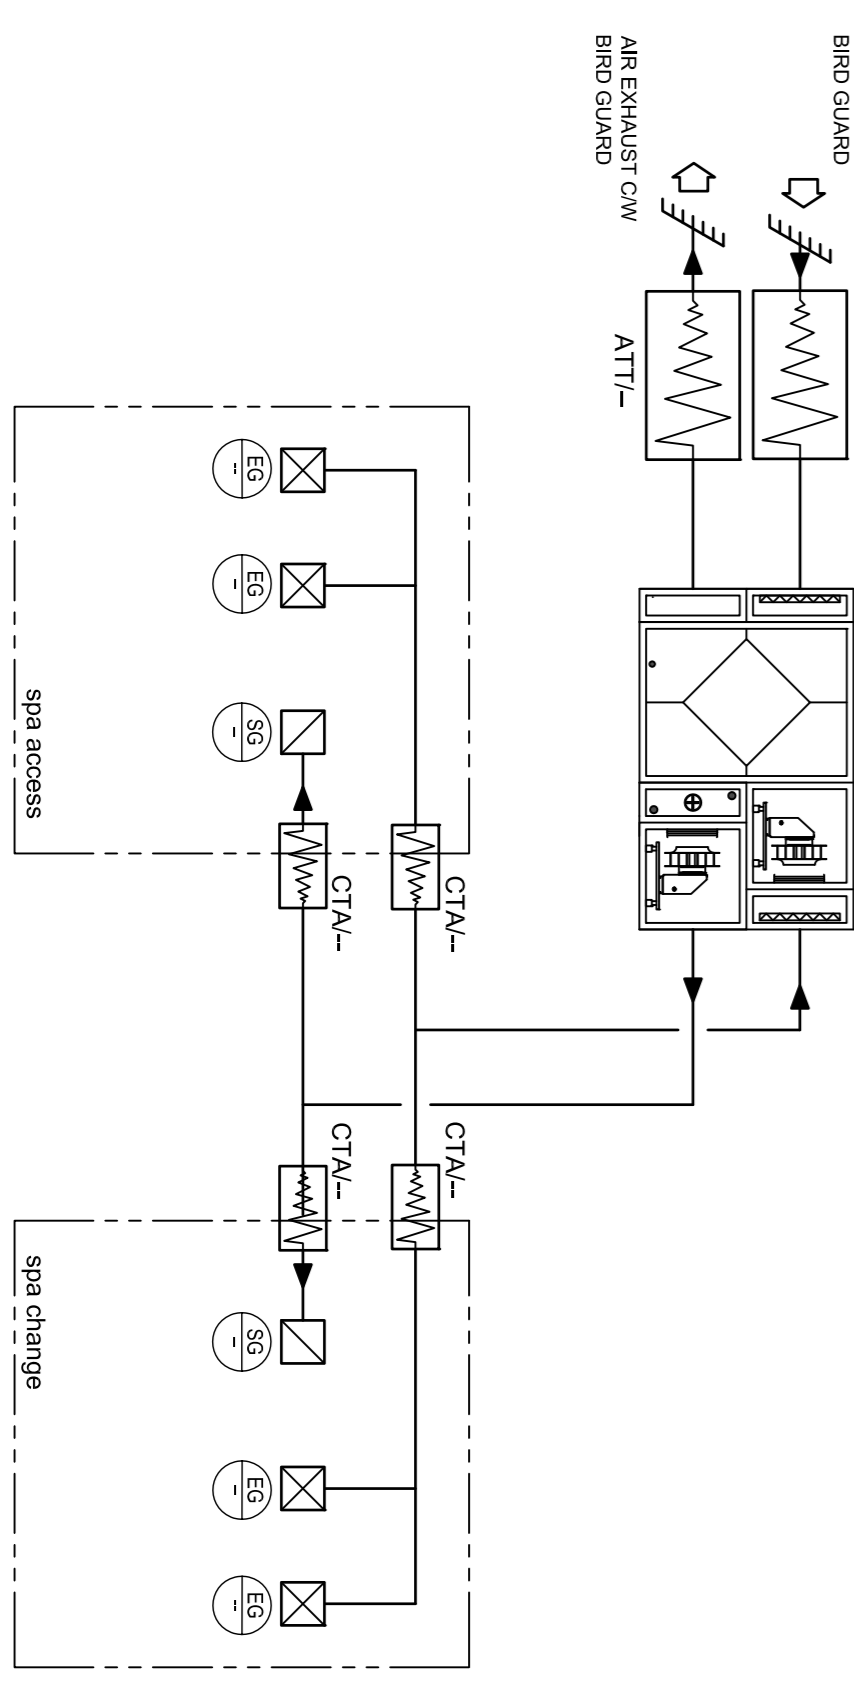 BIRD GUARD
AIR EXHAUST C/W
BIRD GUARD
ATT/-
CTA/--
CTA/--
CTA/--
CTA/--
EG
--
EG
-
SG
-
spa access
SG
-
EG
-
EG
--
spa change